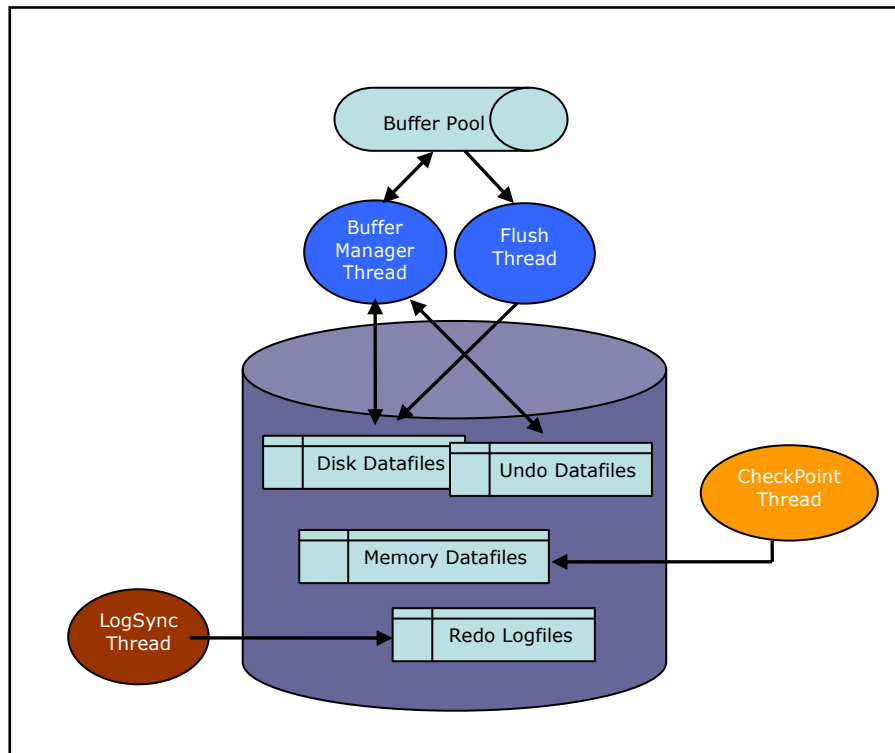 Buffer Pool
Buffer
Manager
Thread
Flush
Thread
Disk Datafiles
Undo Datafiles
CheckPoint
Thread
Memory Datafiles
LogSync
Thread
Redo Logfiles